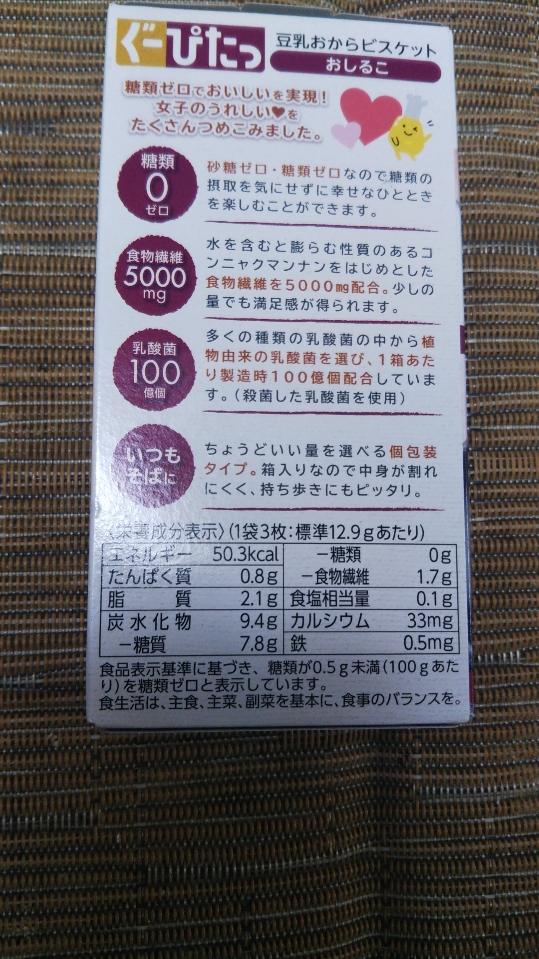 ぐーぴたっ
豆乳おからビスケット
おしるこ
糖類ゼロでおいしいを実現！
女子のうれしい♥を
たくさんつめこみました。
糖類
0
ゼロ
砂糖ゼロ・糖類ゼロなので糖類の
摂取を気にせずに幸せなひととき
を楽しむことができます。
食物繊維
5000
mg
水を含むと膨らむ性質のあるコ
ンニャクマンナンをはじめとした
食物繊維を5000mg配合。少しの
量でも満足感が得られます。
乳酸菌
100
億個
多くの種類の乳酸菌の中から植
物由来の乳酸菌を選び、1箱あた
り製造時100億個配合していま
す。（殺菌した乳酸菌を使用）
いつも
そばに
ちょうどいい量を選べる個包装
タイプ。箱入りなので中身が割れ
にくく、持ち歩きにもピッタリ。
〈栄養成分表示〉（1袋3枚：標準12.9gあたり）
エネルギー 50.3kcal
たんぱく質 0.8g
脂質 2.1g
炭水化物 9.4g
－糖質 7.8g
－糖類 0g
－食物繊維 1.7g
食塩相当量 0.1g
カルシウム 33mg
鉄 0.5mg
食品表示基準に基づき、糖類が0.5g未満（100gあた
り）を糖類ゼロと表示しています。
食生活は、主食、主菜、副菜を基本に、食事のバランスを。